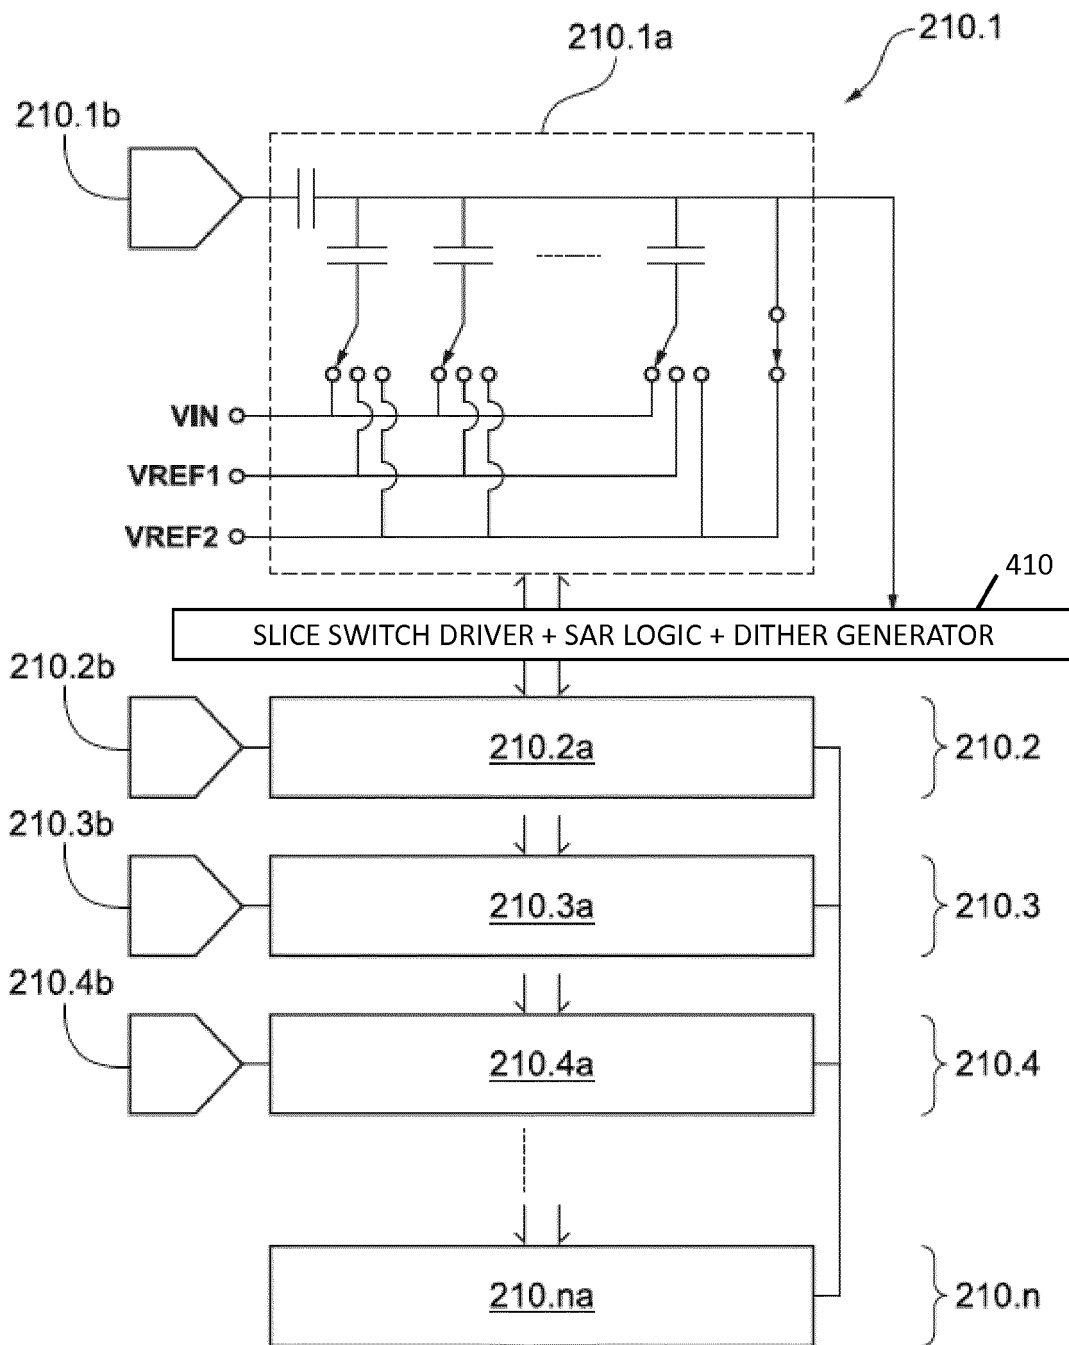 210.1a
210.1
210.1b
VIN
VREF1
VREF2
410
SLICE SWITCH DRIVER + SAR LOGIC + DITHER GENERATOR
210.2b
210.2a
210.2
210.3b
210.3a
210.3
210.4b
210.4a
210.4
210.na
210.n